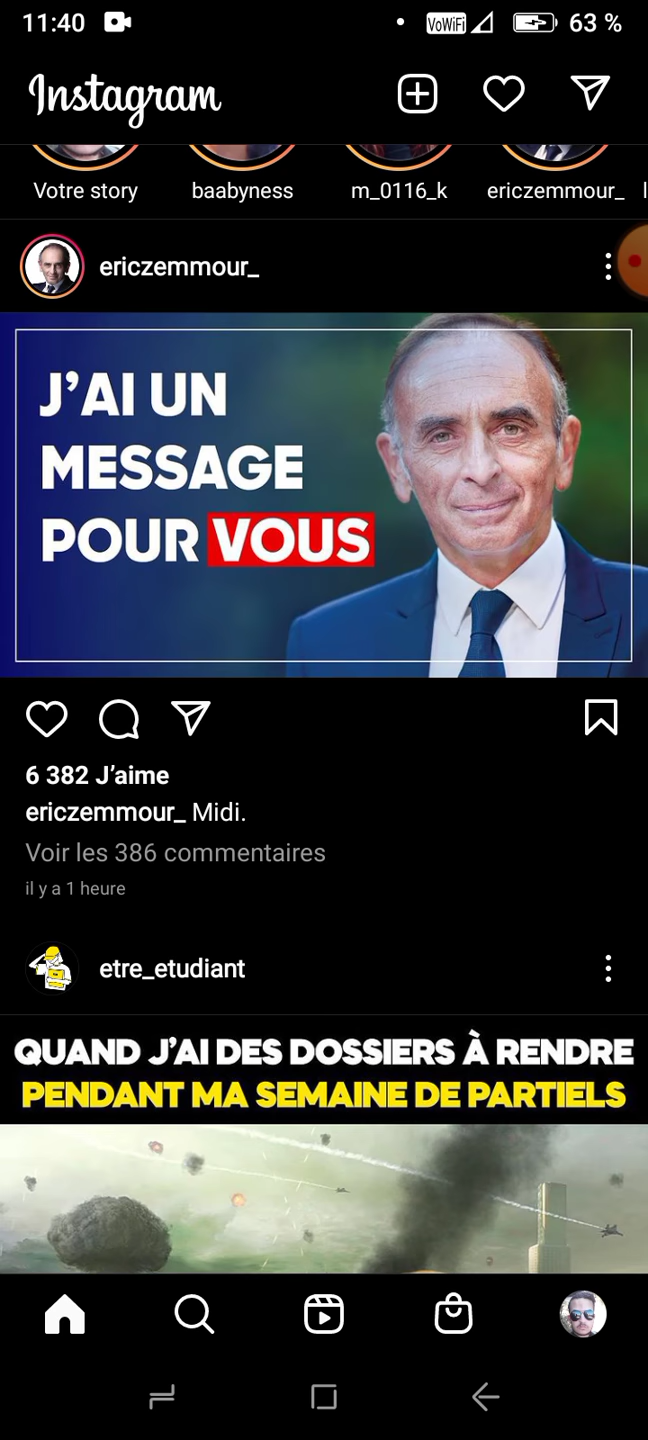 11:40
VoWiFi
63 %
Instagram
Votre story
baabyness
m_0116_k
ericzemmour_
ericzemmour_
J’AI UN
MESSAGE
POUR VOUS
6 382 J’aime
ericzemmour_ Midi.
Voir les 386 commentaires
il y a 1 heure
etre_etudiant
QUAND J’AI DES DOSSIERS À RENDRE
PENDANT MA SEMAINE DE PARTIELS